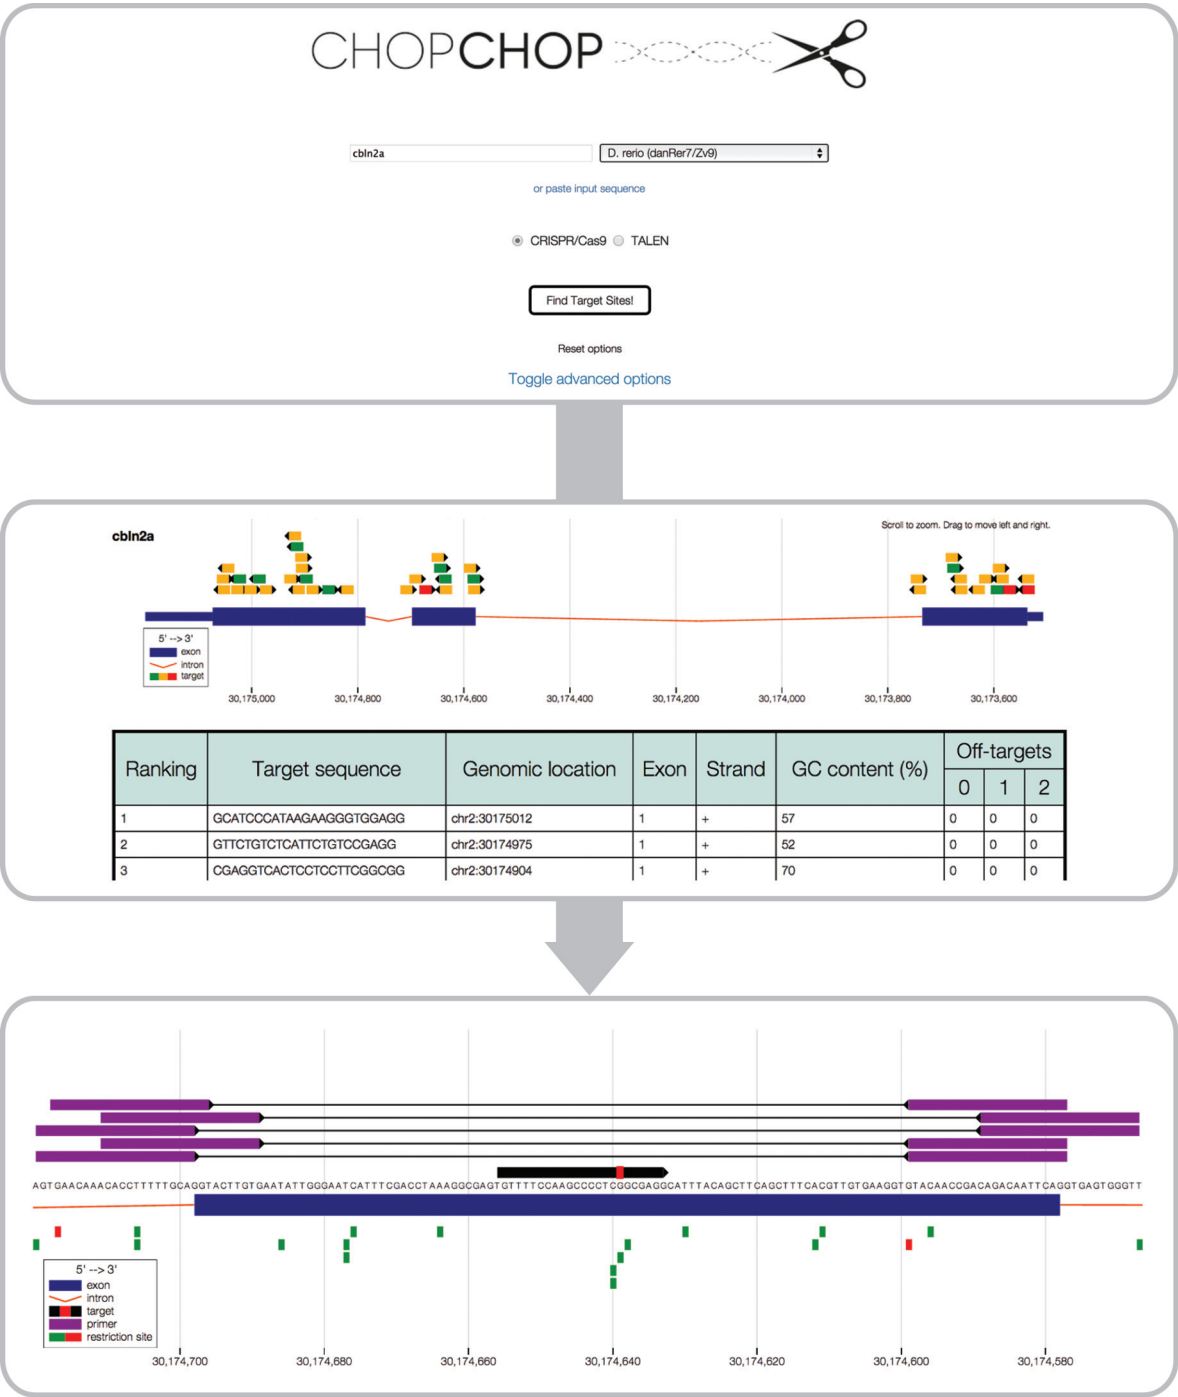 CHOPCHOP
cbln2a
D. rerio (danRer7/Zv9)
or paste input sequence
CRISPR/Cas9 TALEN
Find Target Sites!
Reset options
Toggle advanced options
cbln2a
Scroll to zoom. Drag to move left and right.
5' --> 3'
exon
intron
target
30,175,000 30,174,800 30,174,600 30,174,400 30,174,200 30,174,000 30,173,800 30,173,600
Ranking Target sequence Genomic location Exon Strand GC content (%) Off-targets
0 1 2
1 GCATCCCATAAGAAGGGTGGAGG chr2:30175012 1 + 57 0 0 0
2 GTTCTGTCTCATTCTGTCCGAGG chr2:30174975 1 + 52 0 0 0
3 CGAGGTCACTCCTCCTTCGGCGG chr2:30174904 1 + 70 0 0 0
AGTGAACAAACACCTTTTTGCAGGTACTTGTGAATATTGGGAATCATTTCGACCTAAAGGCGAGTGTTTTCCAAGCCCCTCGGCGAGGCATTTACAGCTTCAGCTTTCACGTTGTGAAGGTGTACAACCGACAGACAATTCAGGTGAGTGGGTT
5' --> 3'
exon
intron
target
primer
restriction site
30,174,700 30,174,680 30,174,660 30,174,640 30,174,620 30,174,600 30,174,580